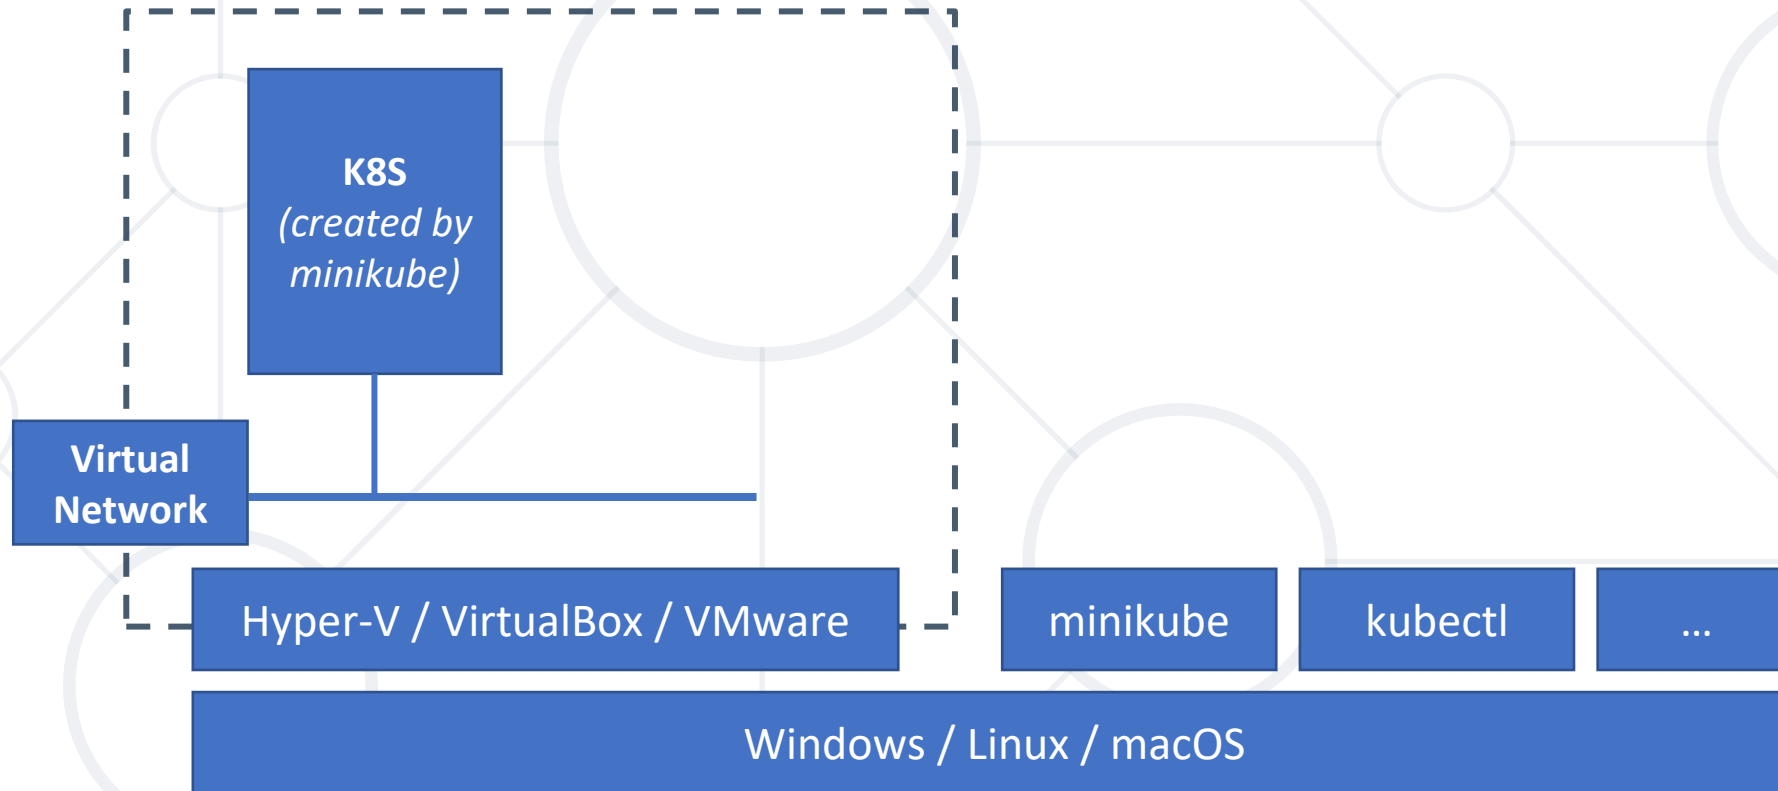 K8S
(created by
minikube)
Virtual
Network
Hyper-V / VirtualBox / VMware
minikube
kubectl
...
Windows / Linux / macOS